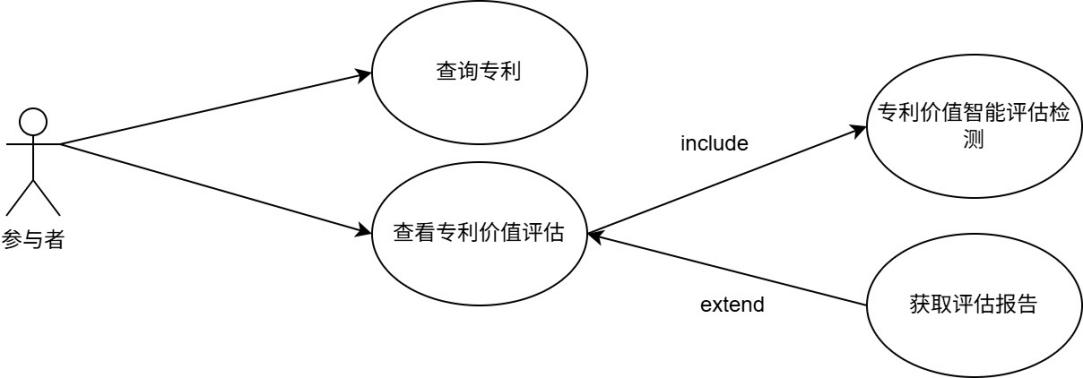 查询专利
专利价值智能评估检
测
include
查看专利价值评估
参与者
extend
获取评估报告